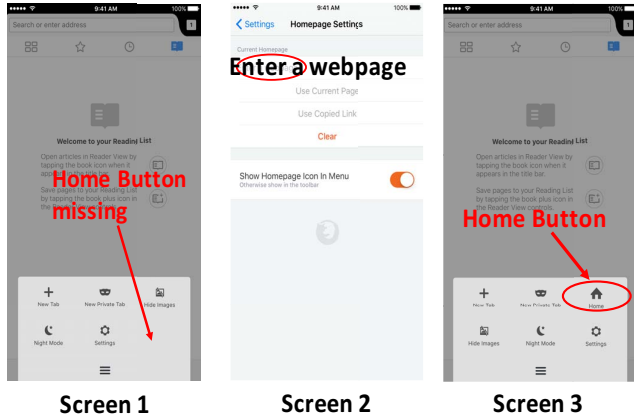 9:41 AM 100%
Search or enter address 1
Welcome to your Reading List
Open articles in Reader View by
tapping the book icon when it
appears in the title bar.
Save pages to your Reading List
by tapping the book plus icon in
the Reader View controls.
Home Button
missing
New Tab New Private Tab Hide Images
Night Mode Settings
Screen 1
9:41 AM 100%
Settings Homepage Settings
Current Homepage
Enter a webpage
Use Current Page
Use Copied Link
Clear
Show Homepage Icon In Menu
Otherwise show in the toolbar
Screen 2
9:41 AM 100%
Search or enter address 1
Welcome to your Reading List
Open articles in Reader View by
tapping the book icon when it
appears in the title bar.
Save pages to your Reading List
by tapping the book plus icon in
the Reader View controls.
Home Button
New Tab New Private Tab Home
Hide Images Night Mode Settings
Screen 3